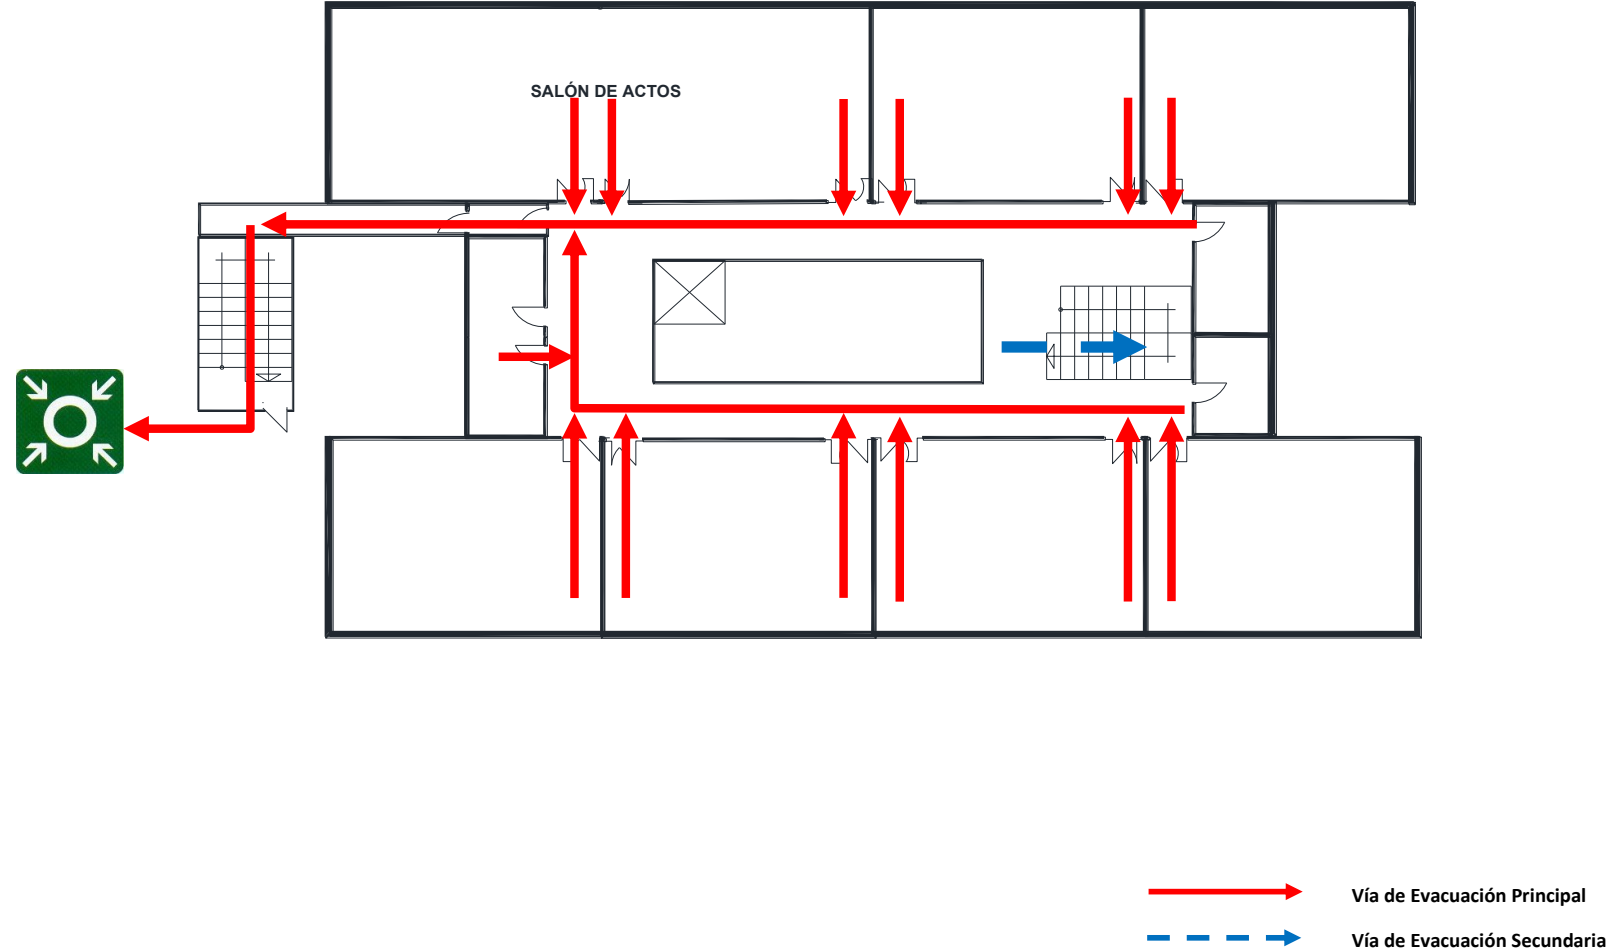 SALÓN DE ACTOS
Vía de Evacuación Principal
Vía de Evacuación Secundaria